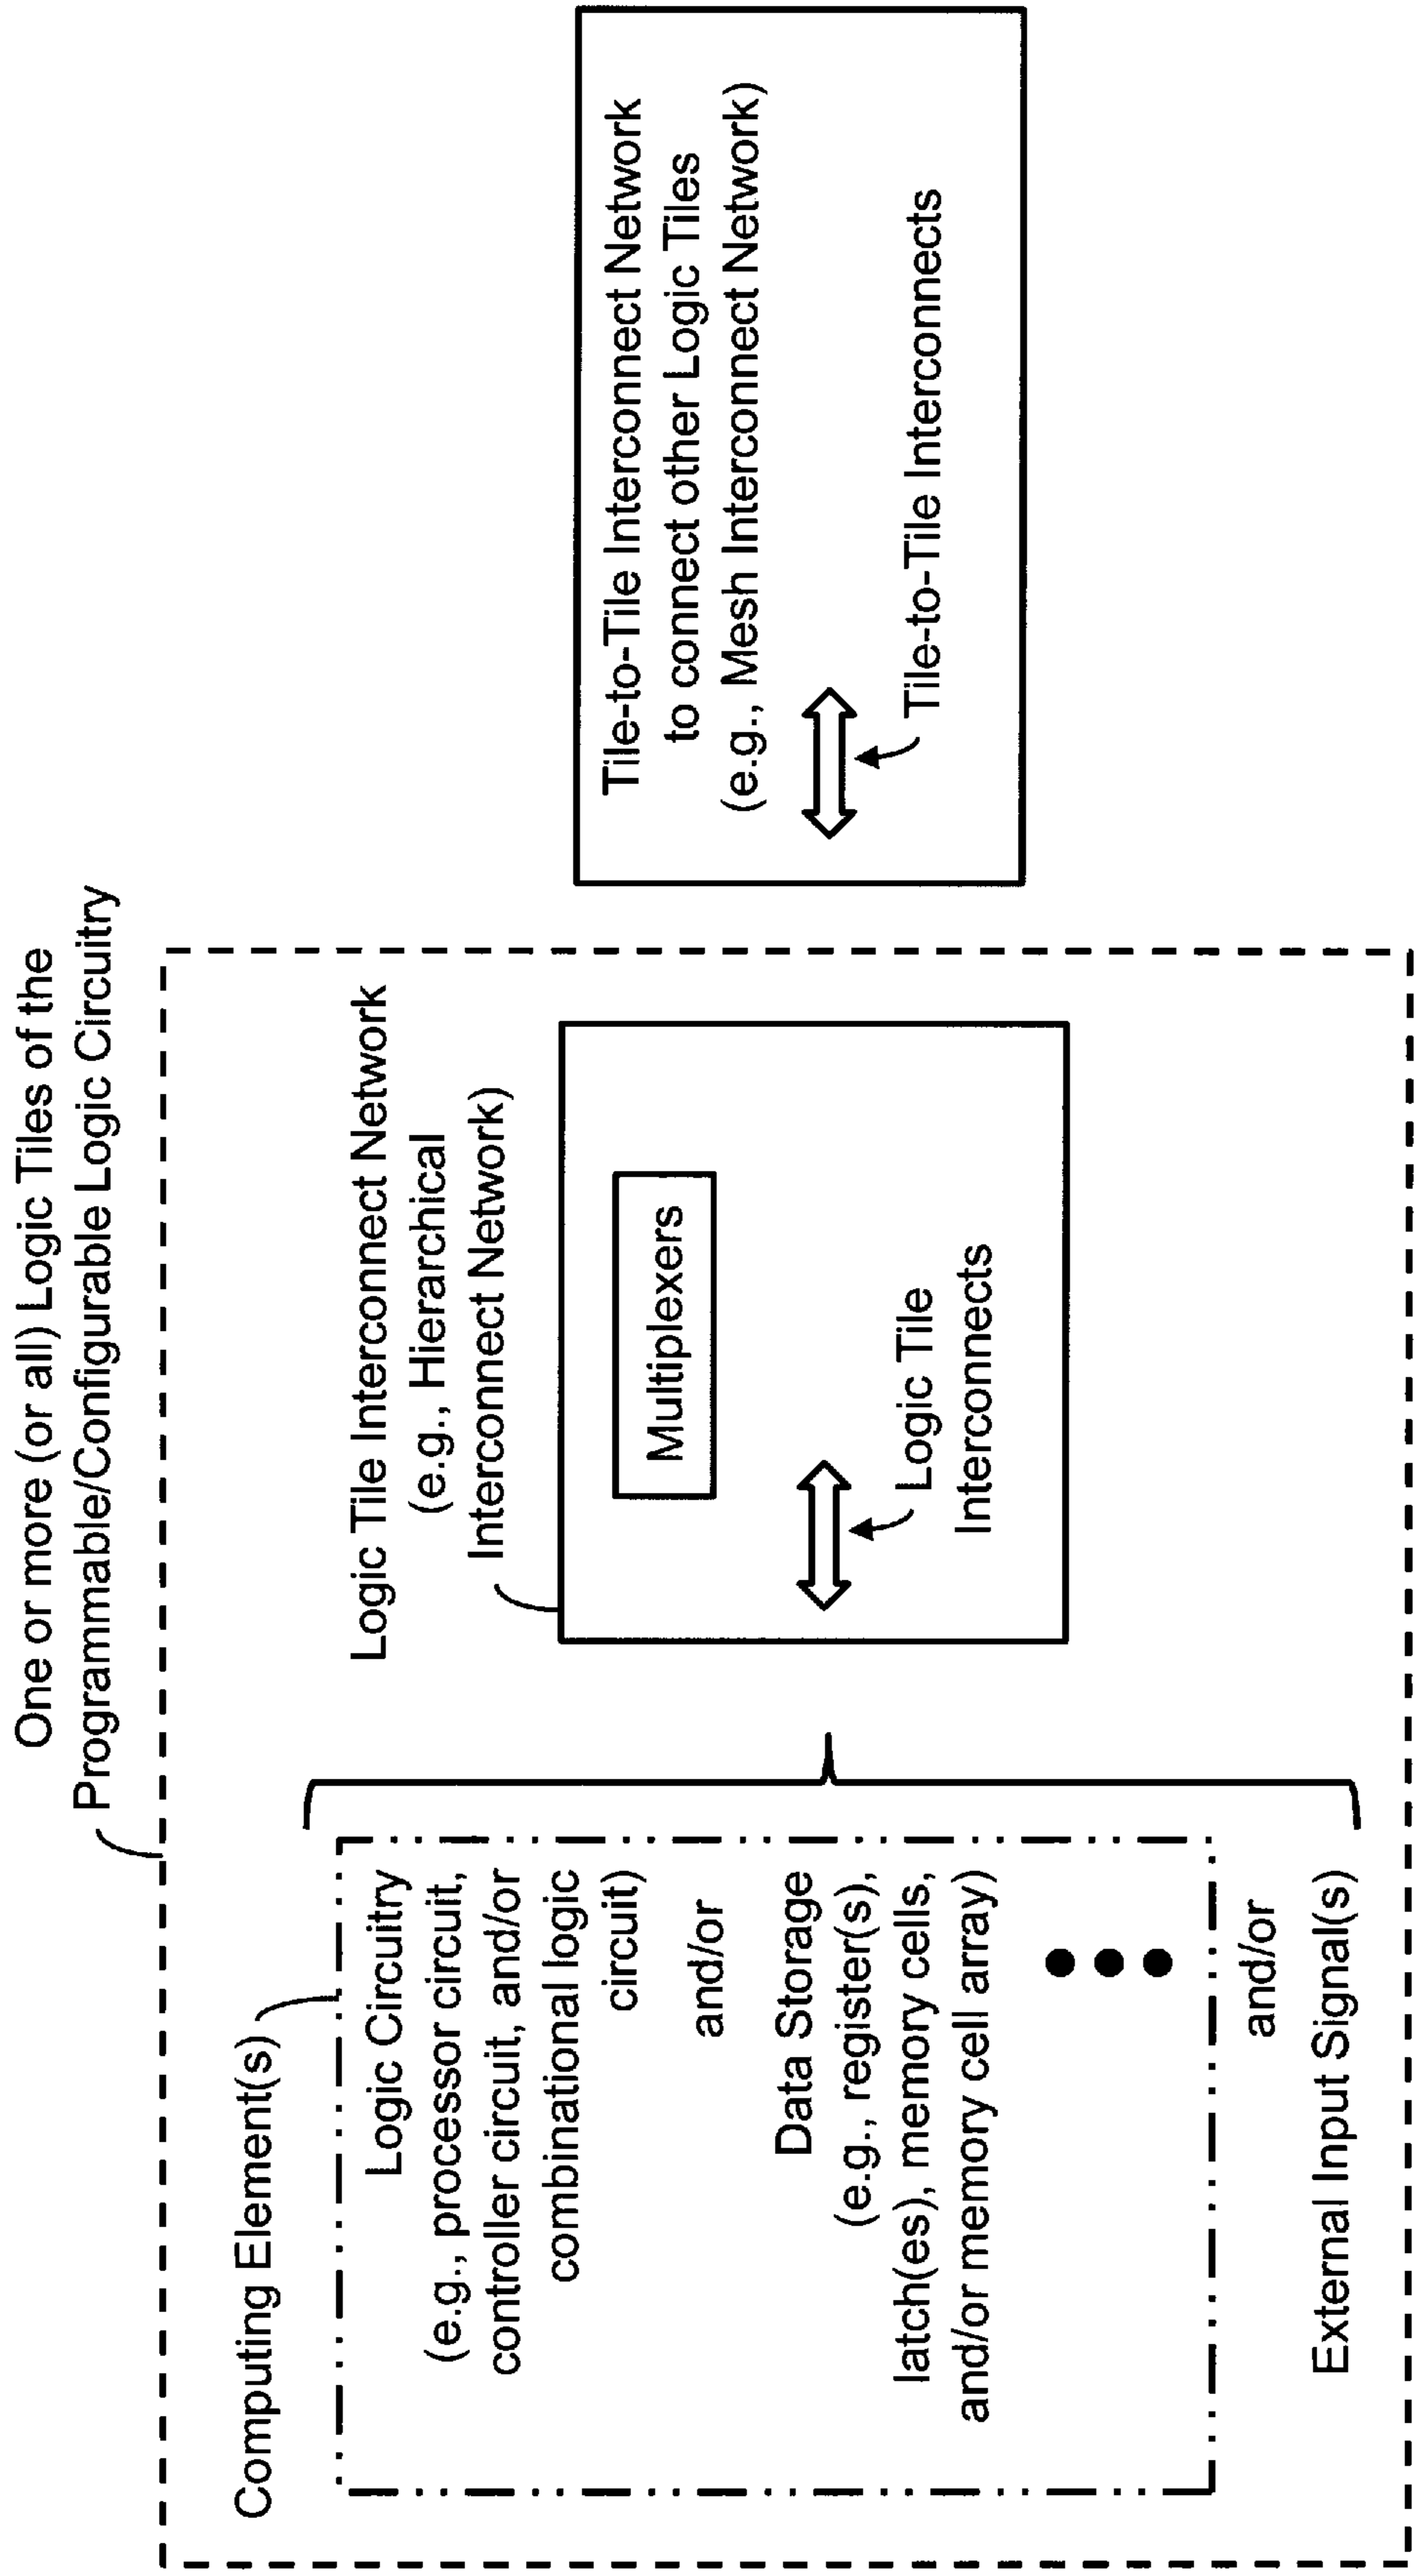 One or more (or all) Logic Tiles of the
Programmable/Configurable Logic Circuitry
Computing Element(s)
Logic Circuitry
(e.g., processor circuit,
controller circuit, and/or
combinational logic
circuit)
and/or
Data Storage
(e.g., register(s),
latch(es), memory cells,
and/or memory cell array)
and/or
External Input Signal(s)
Logic Tile Interconnect Network
(e.g., Hierarchical
Interconnect Network)
Multiplexers
Logic Tile
Interconnects
Tile-to-Tile Interconnect Network
to connect other Logic Tiles
(e.g., Mesh Interconnect Network)
Tile-to-Tile Interconnects